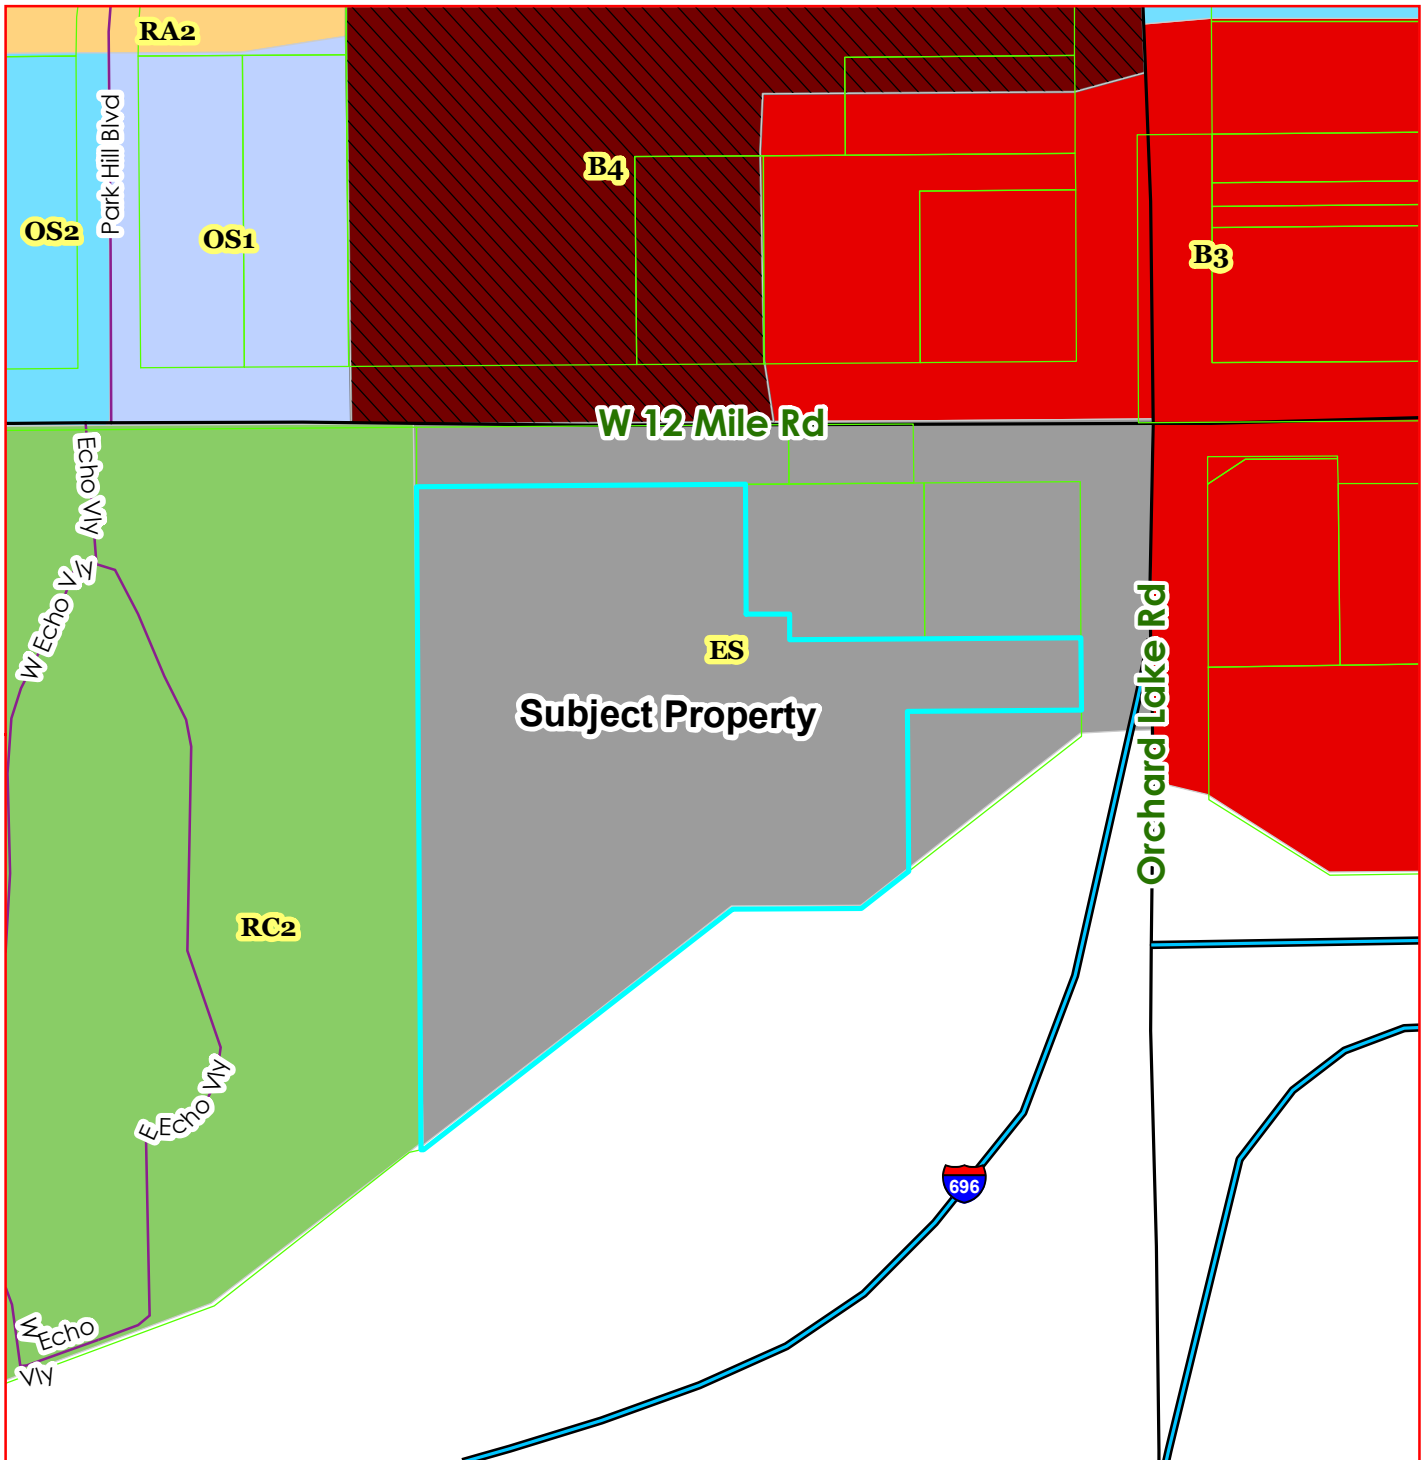 RA2
Park Hill Blvd
B4
OS2
OS1
B3
W 12 Mile Rd
Echo Vly
W Echo Vly
Orchard Lake Rd
ES
Subject Property
RC2
E Echo Vly
696
W Echo
Vly